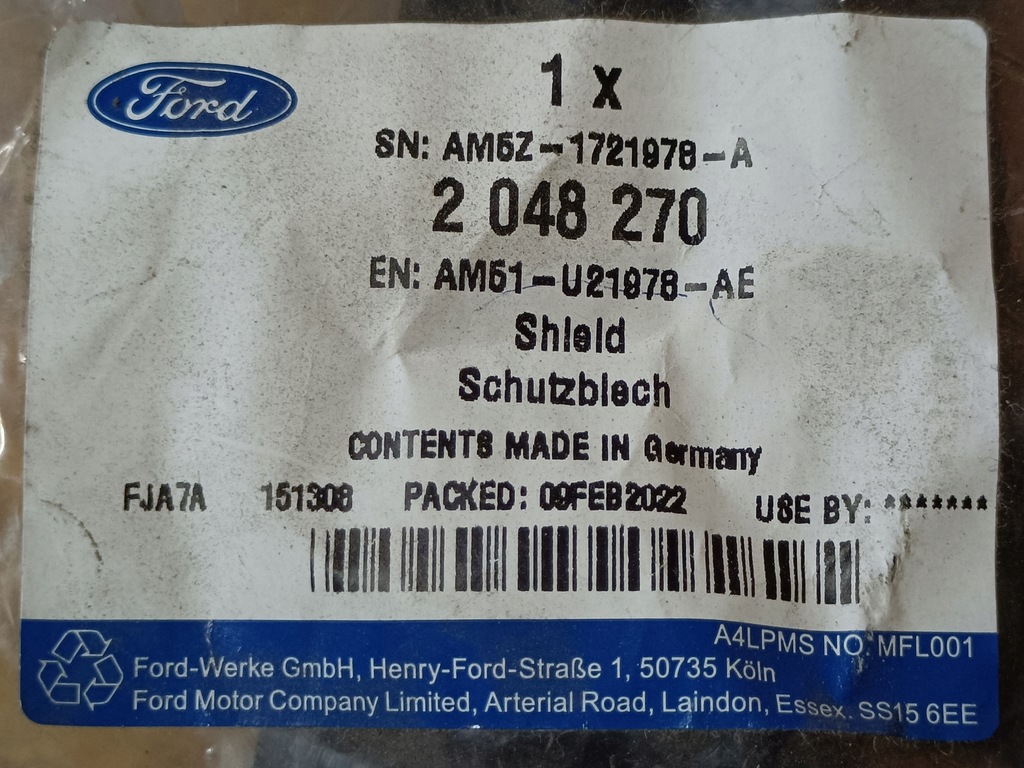 Ford
1 x
SN: AM5Z-1721978-A
2 048 270
EN: AM51-U21978-AE
Shield
Schutzblech
CONTENTS MADE IN Germany
FJA7A 151308 PACKED: 09FEB2022 USE BY: *******
A4LPMS NO. MFL001
Ford-Werke GmbH, Henry-Ford-Straße 1, 50735 Köln
Ford Motor Company Limited, Arterial Road, Laindon, Essex. SS15 6EE